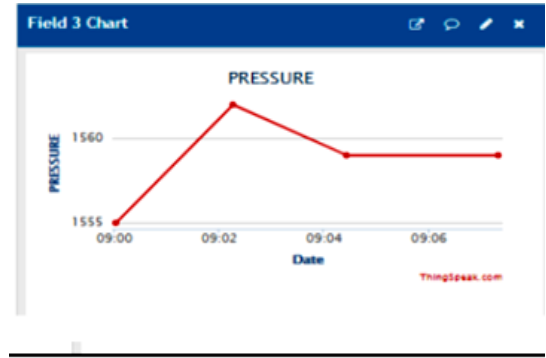 Field 3 Chart
PRESSURE
PRESSURE
1560
1555
09:00 09:02 09:04 09:06
Date
ThingSpeak.com